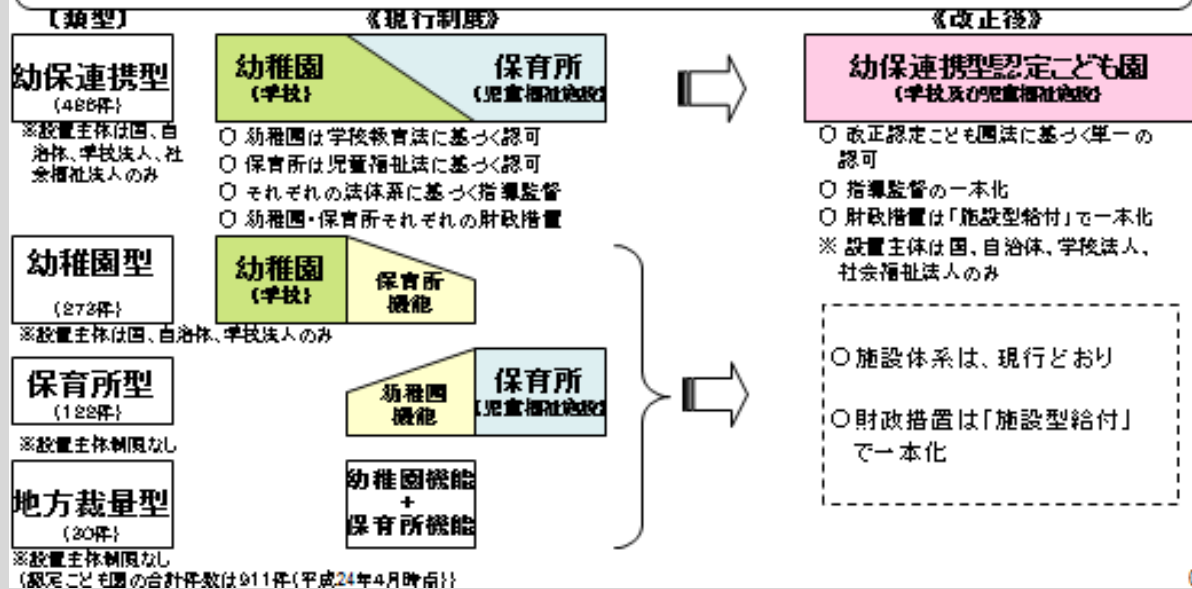 【類型】
《現行制度》
《改正後》
幼保連携型
(486件)
※設置主体は国、自
治体、学校法人、社
会福祉法人のみ
幼稚園
(学校)
保育所
(児童福祉施設)
○ 幼稚園は学校教育法に基づく認可
○ 保育所は児童福祉法に基づく認可
○ それぞれの法体系に基づく指導監督
○ 幼稚園・保育所それぞれの財政措置
幼保連携型認定こども園
(学校及び児童福祉施設)
○ 改正認定こども園法に基づく単一の
認可
○ 指導監督の一本化
○ 財政措置は「施設型給付」で一本化
※ 設置主体は国、自治体、学校法人、
社会福祉法人のみ
幼稚園型
(273件)
※設置主体は国、自治体、学校法人のみ
幼稚園
(学校)
保育所
機能
保育所型
(122件)
※設置主体制限なし
幼稚園
機能
保育所
(児童福祉施設)
地方裁量型
(30件)
※設置主体制限なし
幼稚園機能
+
保育所機能
○施設体系は、現行どおり
○財政措置は「施設型給付」
で一本化
(認定こども園の合計件数は911件(平成24年4月時点))